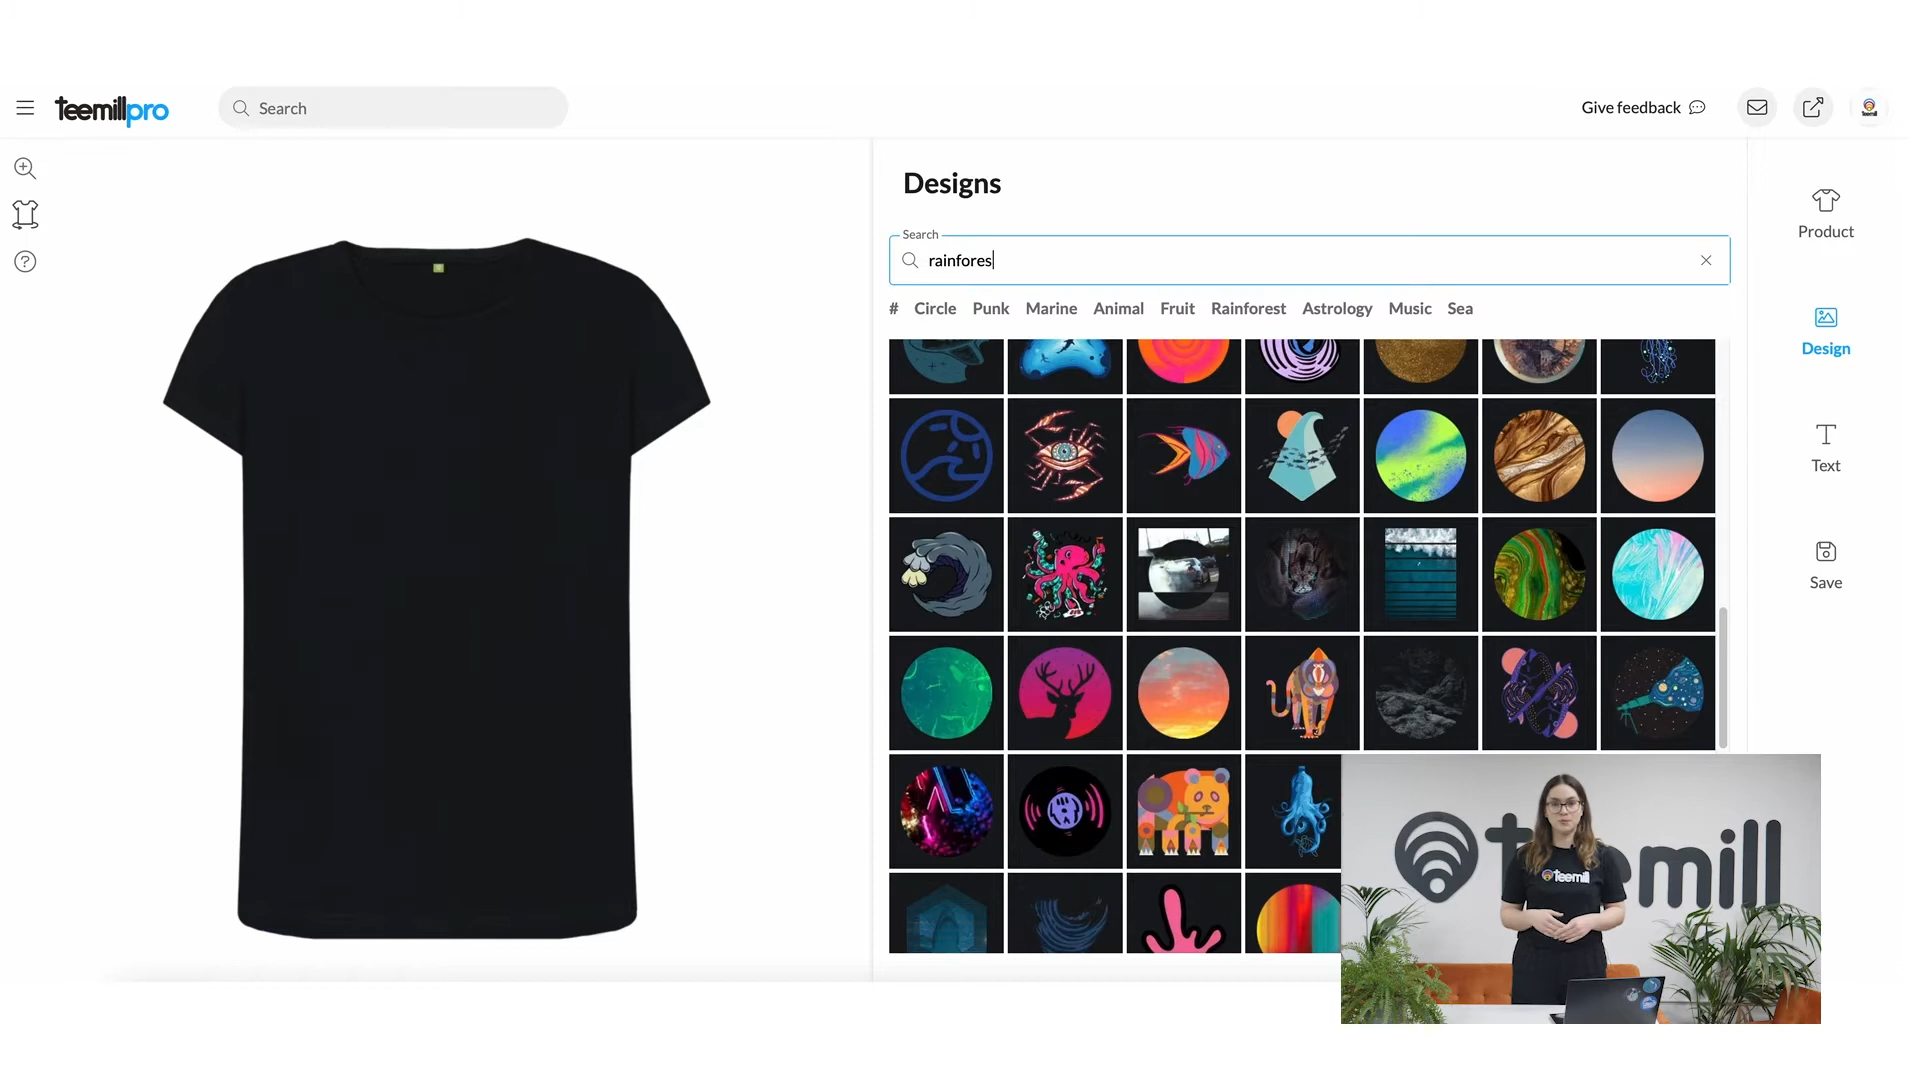 teemillpro
Search
Give feedback
Designs
Search
rainfores
# Circle Punk Marine Animal Fruit Rainforest Astrology Music Sea
Product
Design
Text
Save
teemill
teemill